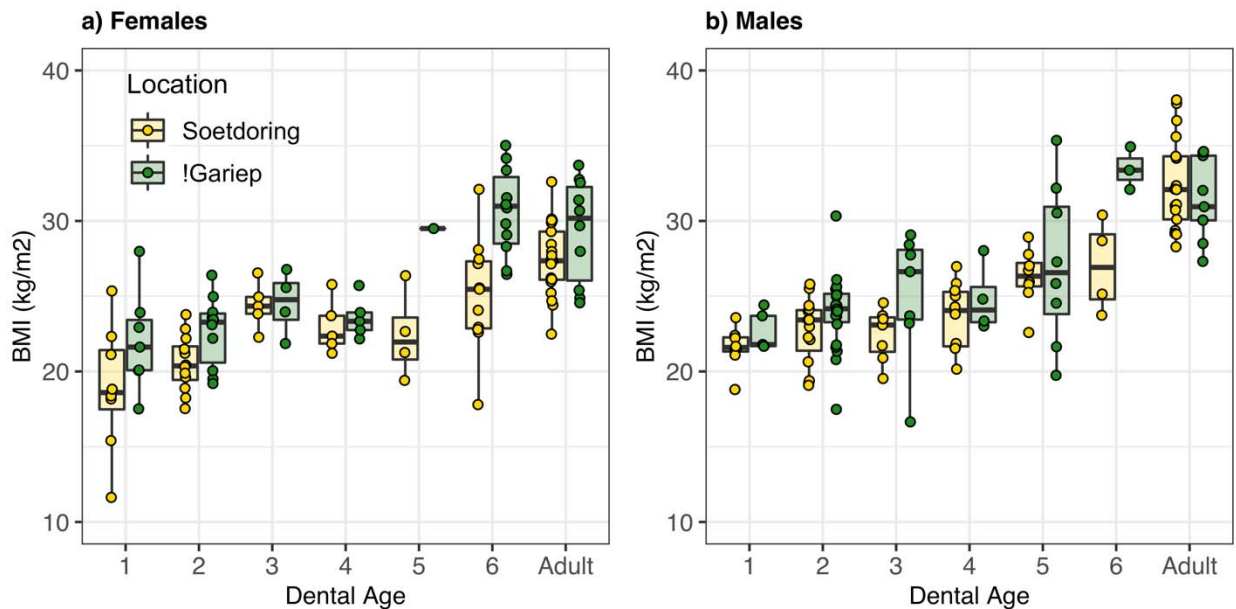 a) Females
40
30
20
10
BMI (kg/m2)
Location
Soetdoring
!Gariep
1 2 3 4 5 6 Adult
Dental Age
b) Males
40
30
20
10
BMI (kg/m2)
1 2 3 4 5 6 Adult
Dental Age